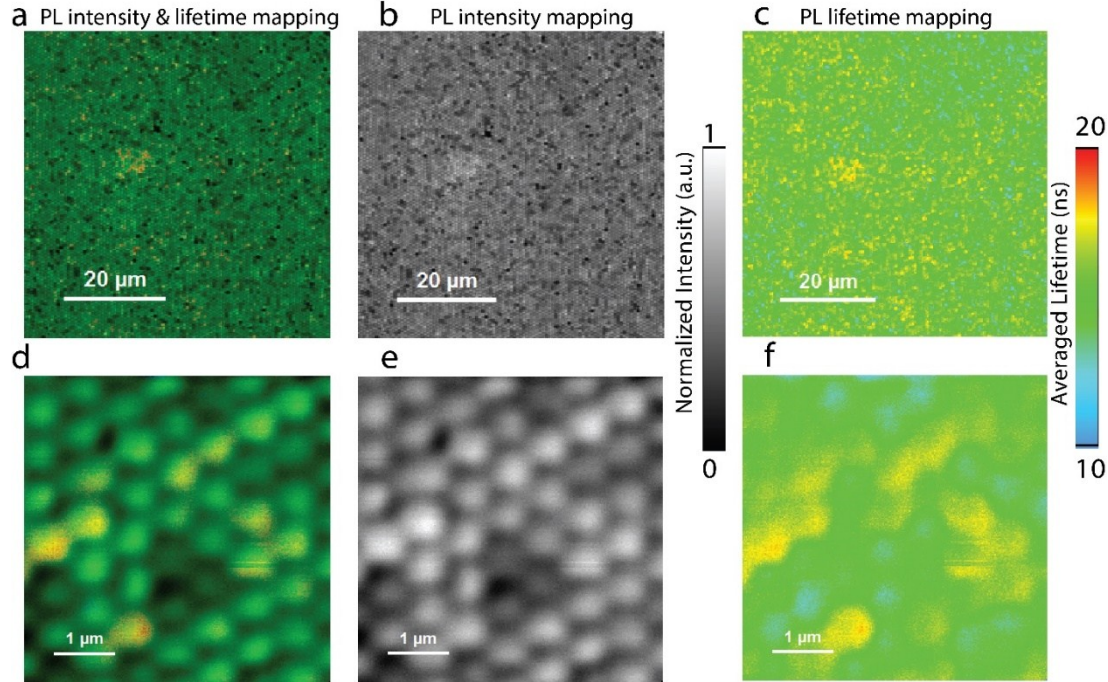 a PL intensity & lifetime mapping
b PL intensity mapping
c PL lifetime mapping
20 µm
20 µm
20 µm
1
Normalized Intensity (a.u.)
0
20
Averaged Lifetime (ns)
10
d
e
f
1 µm
1 µm
1 µm